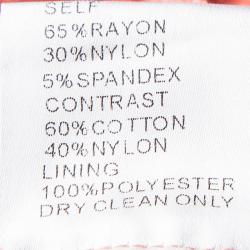 SELF
65%RAYON
30%NYLON
5%SPANDEX
CONTRAST
60%COTTON
40%NYLON
LINING
100%POLYESTER
DRY CLEAN ONLY